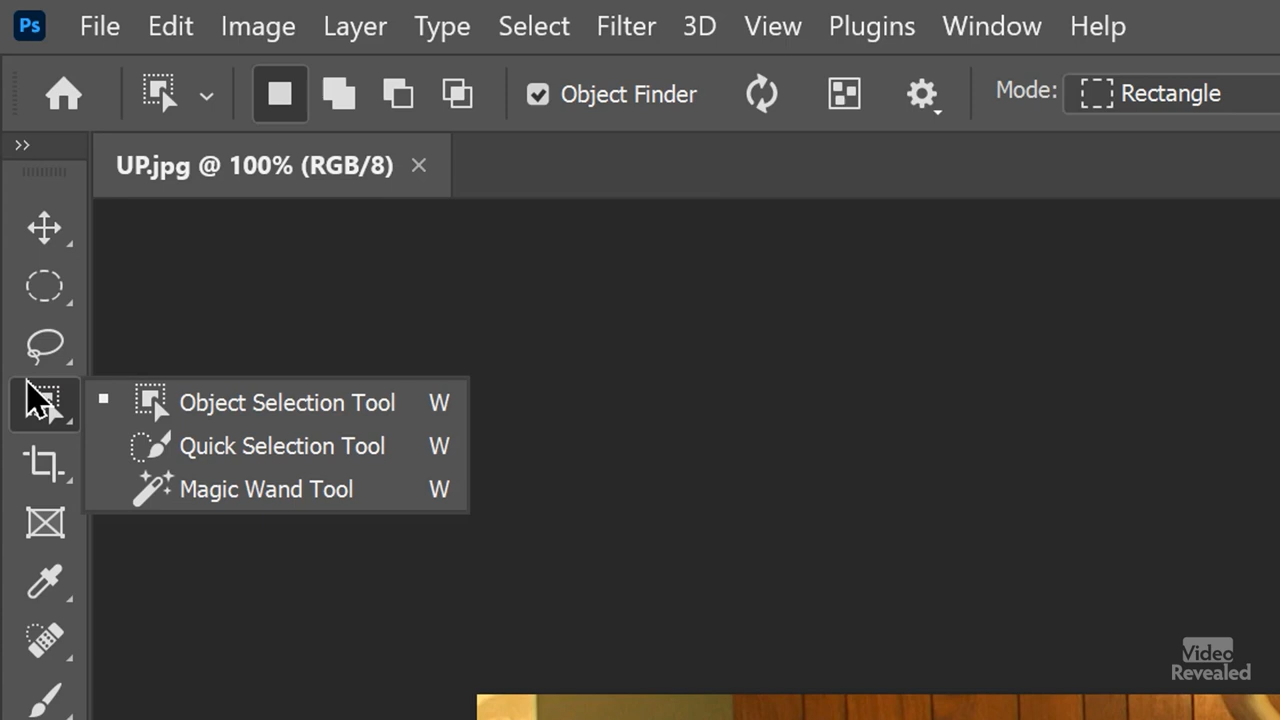 Ps File Edit Image Layer Type Select Filter 3D View Plugins Window Help
Object Finder Mode: Rectangle
UP.jpg @ 100% (RGB/8)
Object Selection Tool W
Quick Selection Tool W
Magic Wand Tool W
Video
Revealed